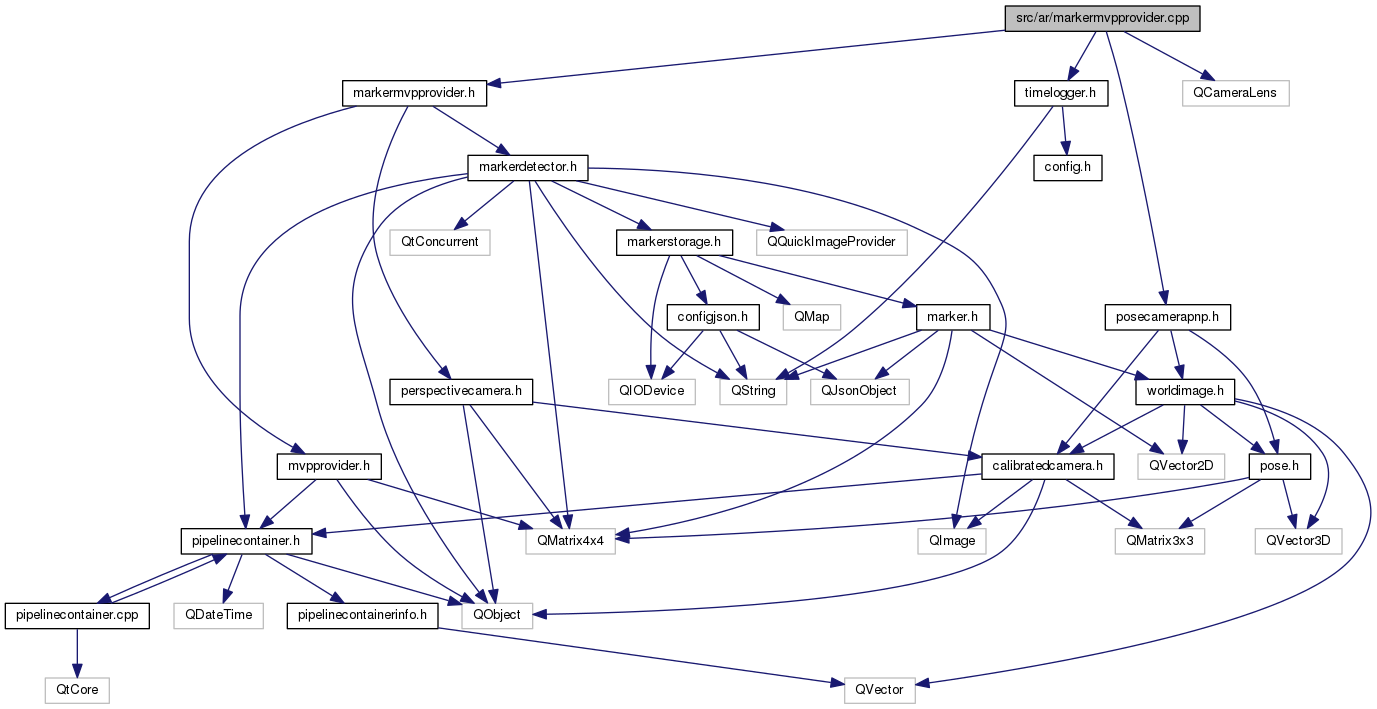 src/ar/markermvpprovider.cpp
markermvpprovider.h
timelogger.h
QCameraLens
markerdetector.h
config.h
QtConcurrent
markerstorage.h
QQuickImageProvider
configjson.h
QMap
marker.h
posecamerapnp.h
perspectivecamera.h
QIODevice
QString
QJsonObject
worldimage.h
mvpprovider.h
calibratedcamera.h
QVector2D
pose.h
pipelinecontainer.h
QMatrix4x4
QImage
QMatrix3x3
QVector3D
pipelinecontainer.cpp
QDateTime
pipelinecontainerinfo.h
QObject
QtCore
QVector